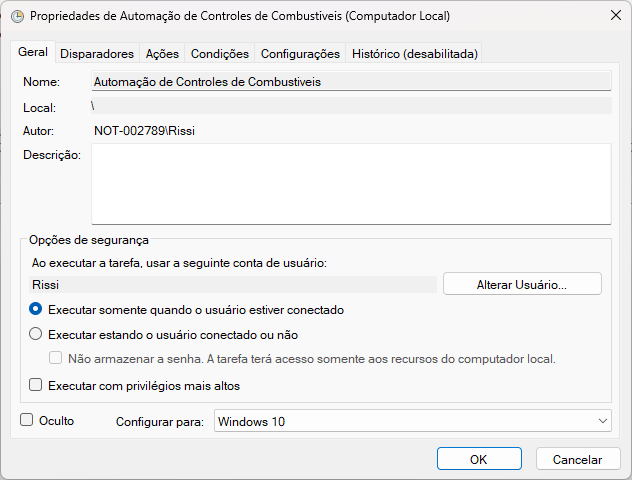 Propriedades de Automação de Controles de Combustiveis (Computador Local)
Geral Disparadores Ações Condições Configurações Histórico (desabilitada)
Nome: Automação de Controles de Combustiveis
Local: \
Autor: NOT-002789\Rissi
Descrição:
Opções de segurança
Ao executar a tarefa, usar a seguinte conta de usuário:
Rissi Alterar Usuário...
Executar somente quando o usuário estiver conectado
Executar estando o usuário conectado ou não
Não armazenar a senha. A tarefa terá acesso somente aos recursos do computador local.
Executar com privilégios mais altos
Oculto Configurar para: Windows 10
OK Cancelar